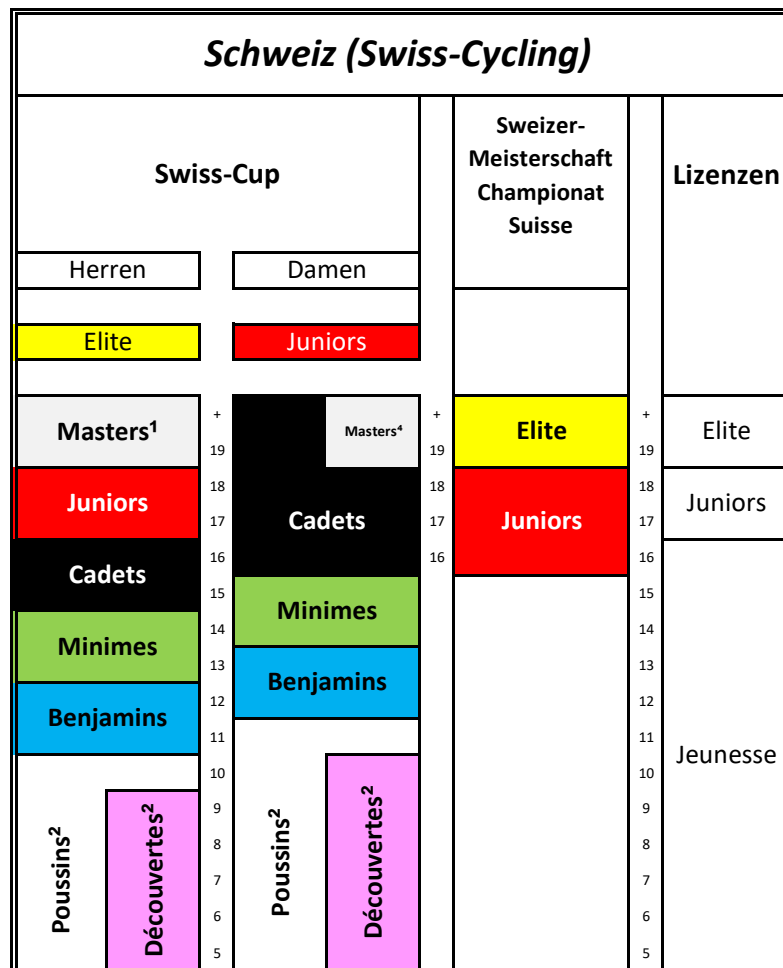 Schweiz (Swiss-Cycling)
Swiss-Cup
Sweizer-
Meisterschaft
Championat
Suisse
Lizenzen
Herren
Damen
Elite
Juniors
Masters¹
+
19
Masters⁴
+
19
Elite
+
19
Elite
Juniors
18
17
Cadets
18
17
16
Juniors
18
17
Juniors
Cadets
16
15
Minimes
16
15
Minimes
14
13
Benjamins
14
13
Benjamins
12
11
12
11
Jeunesse
Poussins²
Découvertes²
10
9
8
7
6
5
Poussins²
Découvertes²
10
9
8
7
6
5